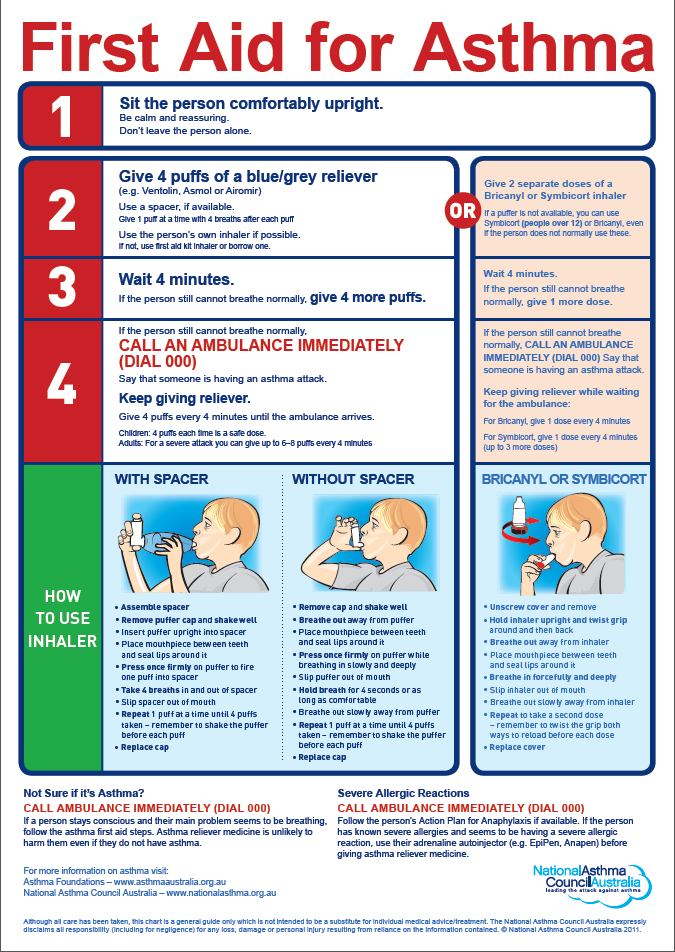 First Aid for Asthma
1
Sit the person comfortably upright.
Be calm and reassuring.
Don't leave the person alone.
2
Give 4 puffs of a blue/grey reliever
(e.g. Ventolin, Asmol or Airomir)
Use a spacer, if available.
Give 1 puff at a time with 4 breaths after each puff
Use the person's own inhaler if possible.
If not, use first aid kit inhaler or borrow one.
OR
Give 2 separate doses of a
Bricanyl or Symbicort inhaler
If a puffer is not available, you can use
Symbicort (people over 12) or Bricanyl, even
if the person does not normally use these.
3
Wait 4 minutes.
If the person still cannot breathe normally, give 4 more puffs.
Wait 4 minutes.
If the person still cannot breathe
normally, give 1 more dose.
4
If the person still cannot breathe normally,
CALL AN AMBULANCE IMMEDIATELY
(DIAL 000)
Say that someone is having an asthma attack.
Keep giving reliever.
Give 4 puffs every 4 minutes until the ambulance arrives.
Children: 4 puffs each time is a safe dose.
Adults: For a severe attack you can give up to 6–8 puffs every 4 minutes
If the person still cannot breathe
normally, CALL AN AMBULANCE
IMMEDIATELY (DIAL 000) Say that
someone is having an asthma attack.
Keep giving reliever while waiting
for the ambulance:
For Bricanyl, give 1 dose every 4 minutes
For Symbicort, give 1 dose every 4 minutes
(up to 3 more doses)
HOW
TO USE
INHALER
WITH SPACER
• Assemble spacer
• Remove puffer cap and shake well
• Insert puffer upright into spacer
• Place mouthpiece between teeth
and seal lips around it
• Press once firmly on puffer to fire
one puff into spacer
• Take 4 breaths in and out of spacer
• Slip spacer out of mouth
• Repeat 1 puff at a time until 4 puffs
taken – remember to shake the puffer
before each puff
• Replace cap
WITHOUT SPACER
• Remove cap and shake well
• Breathe out away from puffer
• Place mouthpiece between teeth
and seal lips around it
• Press once firmly on puffer while
breathing in slowly and deeply
• Slip puffer out of mouth
• Hold breath for 4 seconds or as
long as comfortable
• Breathe out slowly away from puffer
• Repeat 1 puff at a time until 4 puffs
taken – remember to shake the puffer
before each puff
• Replace cap
BRICANYL OR SYMBICORT
• Unscrew cover and remove
• Hold inhaler upright and twist grip
around and then back
• Breathe out away from inhaler
• Place mouthpiece between teeth
and seal lips around it
• Breathe in forcefully and deeply
• Slip inhaler out of mouth
• Breathe out slowly away from inhaler
• Repeat to take a second dose
– remember to twist the grip both
ways to reload before each dose
• Replace cover
Not Sure if it's Asthma?
CALL AMBULANCE IMMEDIATELY (DIAL 000)
If a person stays conscious and their main problem seems to be breathing,
follow the asthma first aid steps. Asthma reliever medicine is unlikely to
harm them even if they do not have asthma.
Severe Allergic Reactions
CALL AMBULANCE IMMEDIATELY (DIAL 000)
Follow the person's Action Plan for Anaphylaxis if available. If the person
has known severe allergies and seems to be having a severe allergic
reaction, use their adrenaline autoinjector (e.g. EpiPen, Anapen) before
giving asthma reliever medicine.
For more information on asthma visit:
Asthma Foundations – www.asthmaaustralia.org.au
National Asthma Council Australia – www.nationalasthma.org.au
NationalAsthma
CouncilAustralia
leading the attack against asthma
Although all care has been taken, this chart is a general guide only which is not intended to be a substitute for individual medical advice/treatment. The National Asthma Council Australia expressly
disclaims all responsibility (including for negligence) for any loss, damage or personal injury resulting from reliance on the information contained. © National Asthma Council Australia 2011.